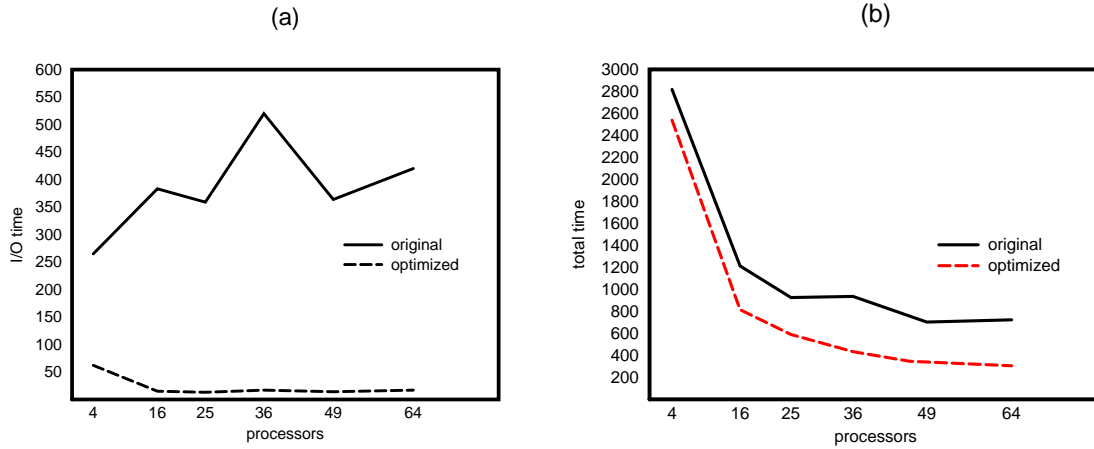 (a)
600
550
500
450
400
350
300
250
200
150
100
50
I/O time
original
optimized
4 16 25 36 49 64
processors
(b)
3000
2800
2600
2400
2200
2000
1800
1600
1400
1200
1000
800
600
400
200
total time
original
optimized
4 16 25 36 49 64
processors